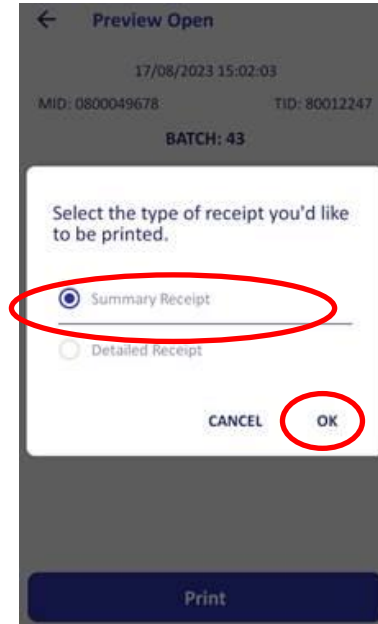 Preview Open
17/08/2023 15:02:03
MID: 0800049678 TID: 80012247
BATCH: 43
Select the type of receipt you'd like
to be printed.
Summary Receipt
Detailed Receipt
CANCEL OK
Print